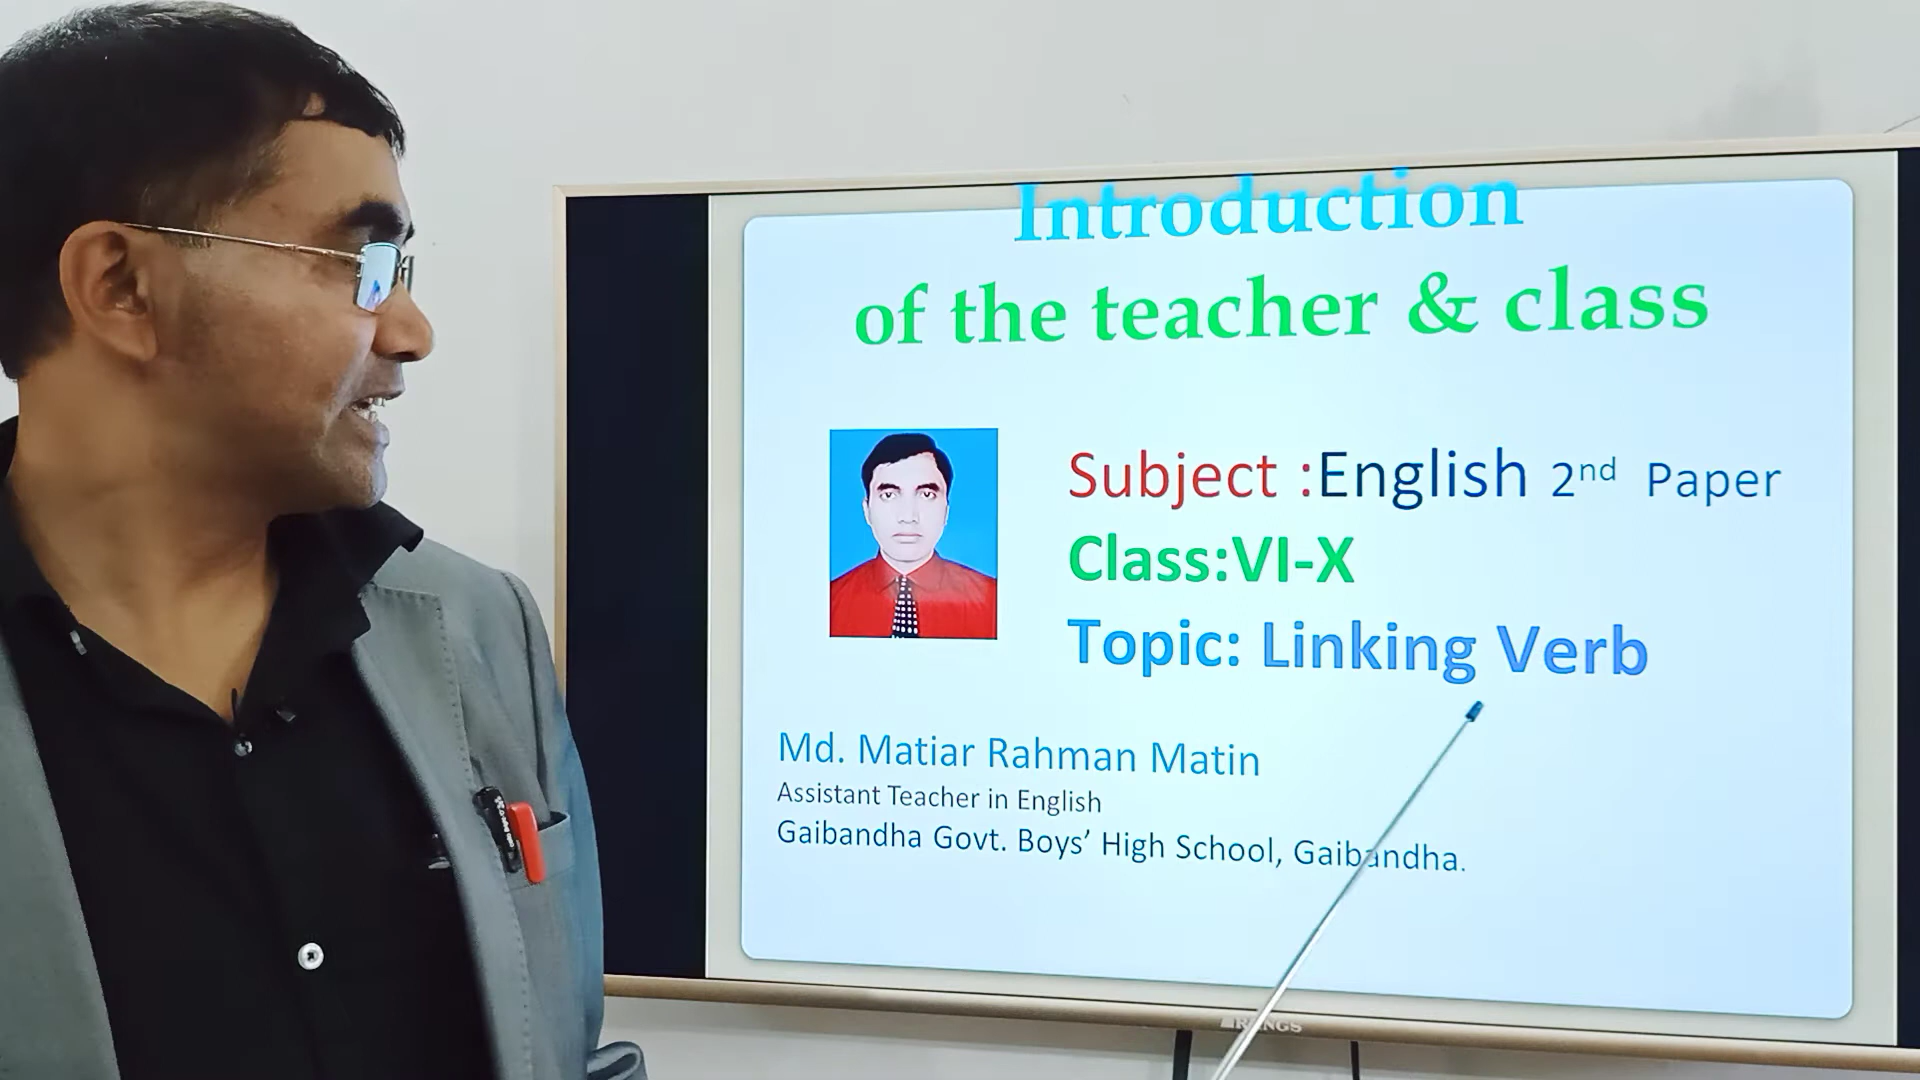 Introduction
of the teacher & class
Subject :English 2nd Paper
Class:VI-X
Topic: Linking Verb
Md. Matiar Rahman Matin
Assistant Teacher in English
Gaibandha Govt. Boys’ High School, Gaibandha.
RANGS